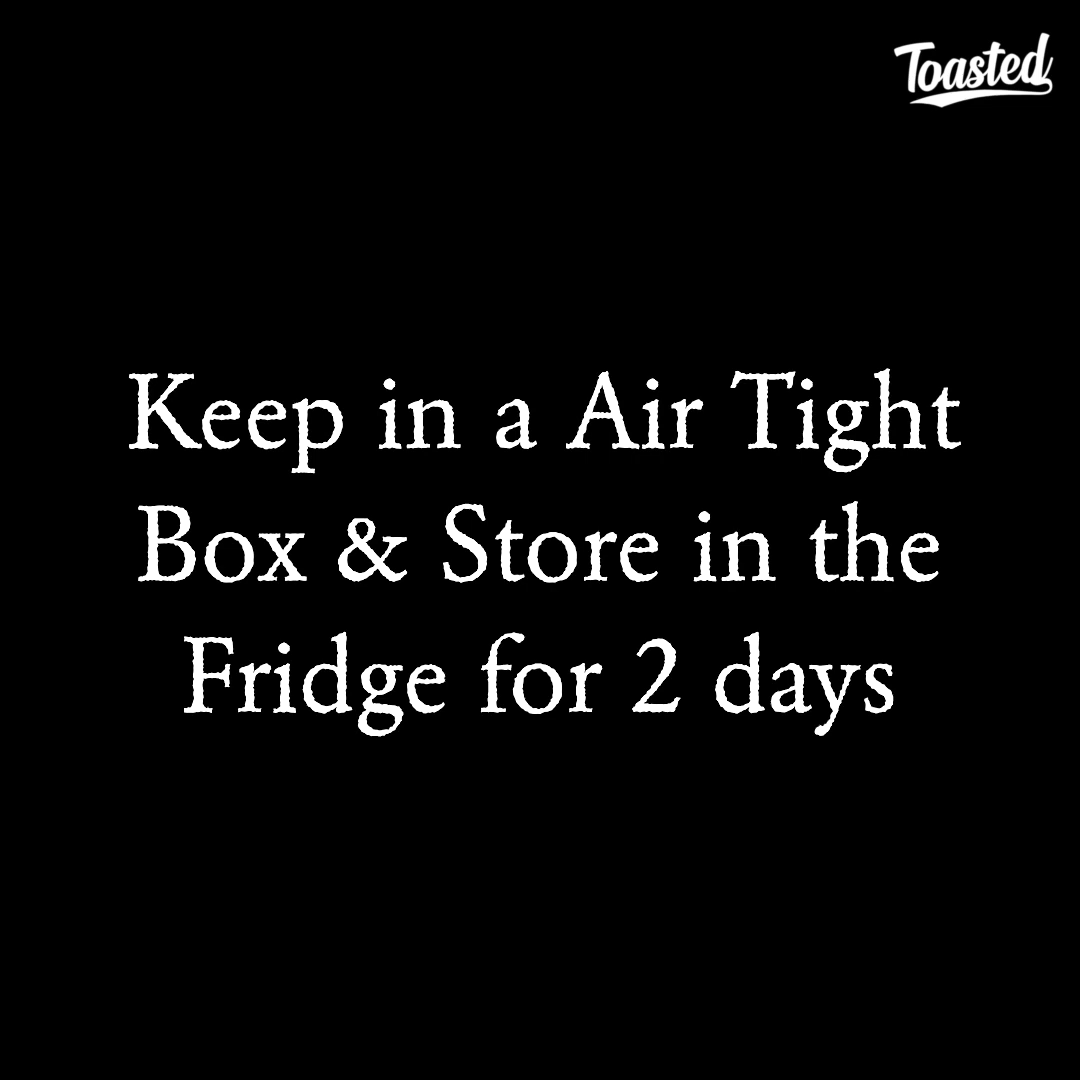 Toasted
Keep in a Air Tight
Box & Store in the
Fridge for 2 days